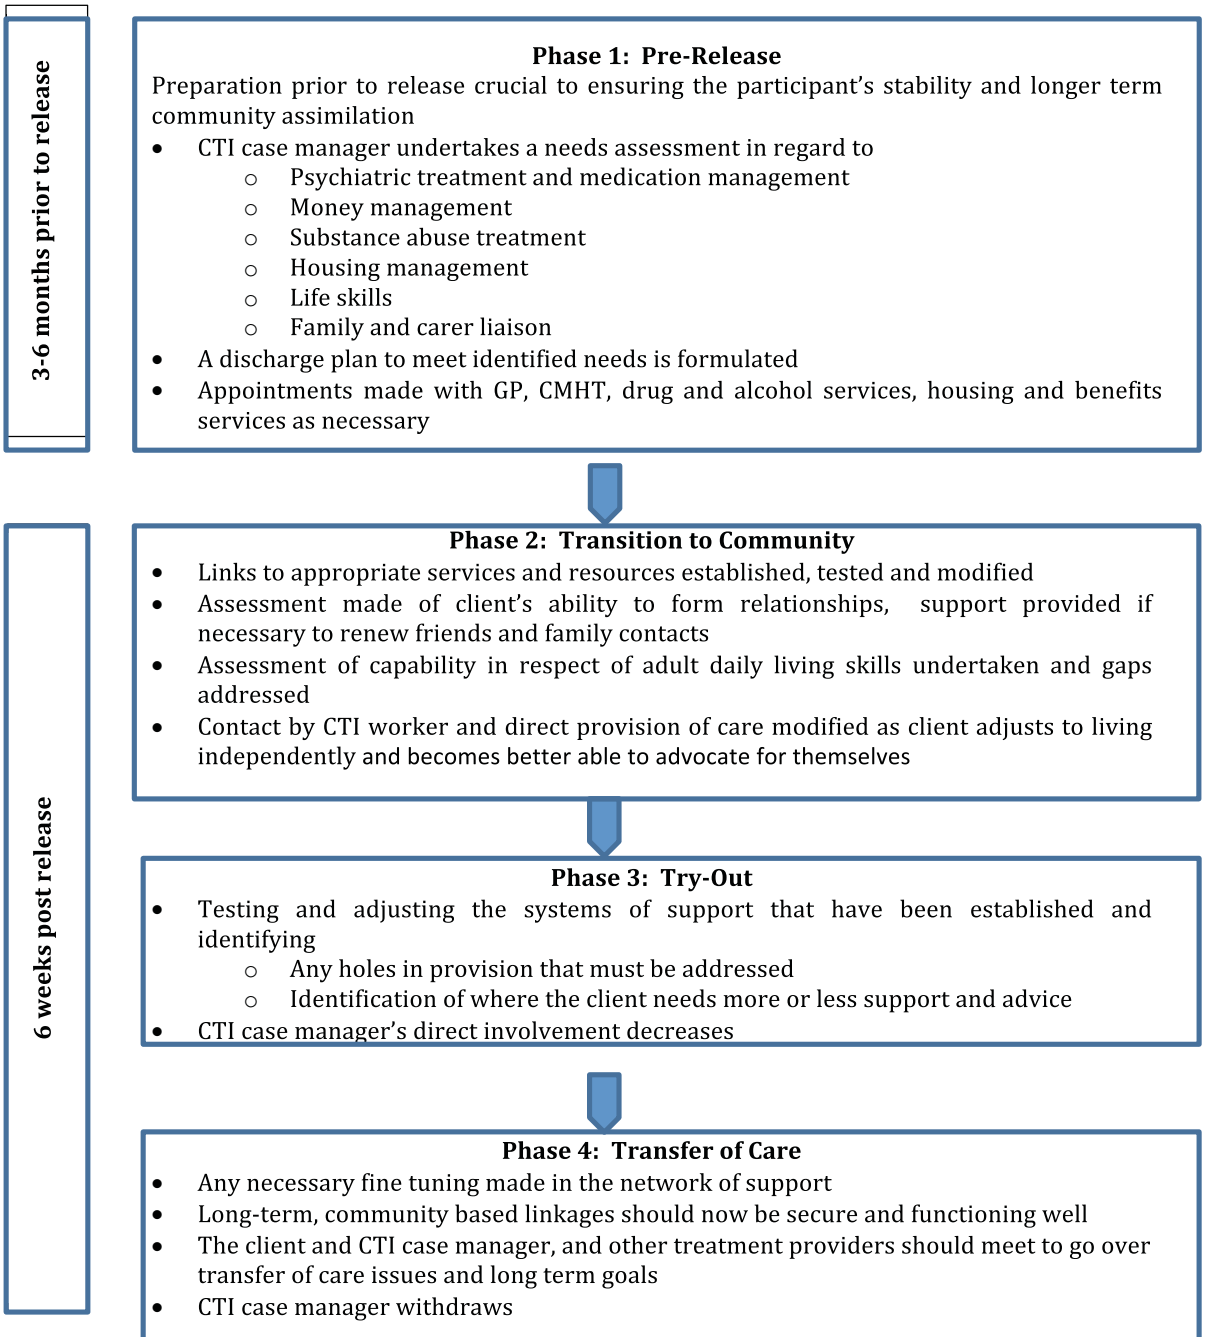 3-6 months prior to release
Phase 1:  Pre-Release
Preparation prior to release crucial to ensuring the participant’s stability and longer term
community assimilation
• CTI case manager undertakes a needs assessment in regard to
o Psychiatric treatment and medication management
o Money management
o Substance abuse treatment
o Housing management
o Life skills
o Family and carer liaison
• A discharge plan to meet identified needs is formulated
• Appointments made with GP, CMHT, drug and alcohol services, housing and benefits
services as necessary
6 weeks post release
Phase 2:  Transition to Community
• Links to appropriate services and resources established, tested and modified
• Assessment made of client’s ability to form relationships,  support provided if
necessary to renew friends and family contacts
• Assessment of capability in respect of adult daily living skills undertaken and gaps
addressed
• Contact by CTI worker and direct provision of care modified as client adjusts to living
independently and becomes better able to advocate for themselves
Phase 3:  Try-Out
• Testing and adjusting the systems of support that have been established and
identifying
o Any holes in provision that must be addressed
o Identification of where the client needs more or less support and advice
• CTI case manager’s direct involvement decreases
Phase 4:  Transfer of Care
• Any necessary fine tuning made in the network of support
• Long-term, community based linkages should now be secure and functioning well
• The client and CTI case manager, and other treatment providers should meet to go over
transfer of care issues and long term goals
• CTI case manager withdraws